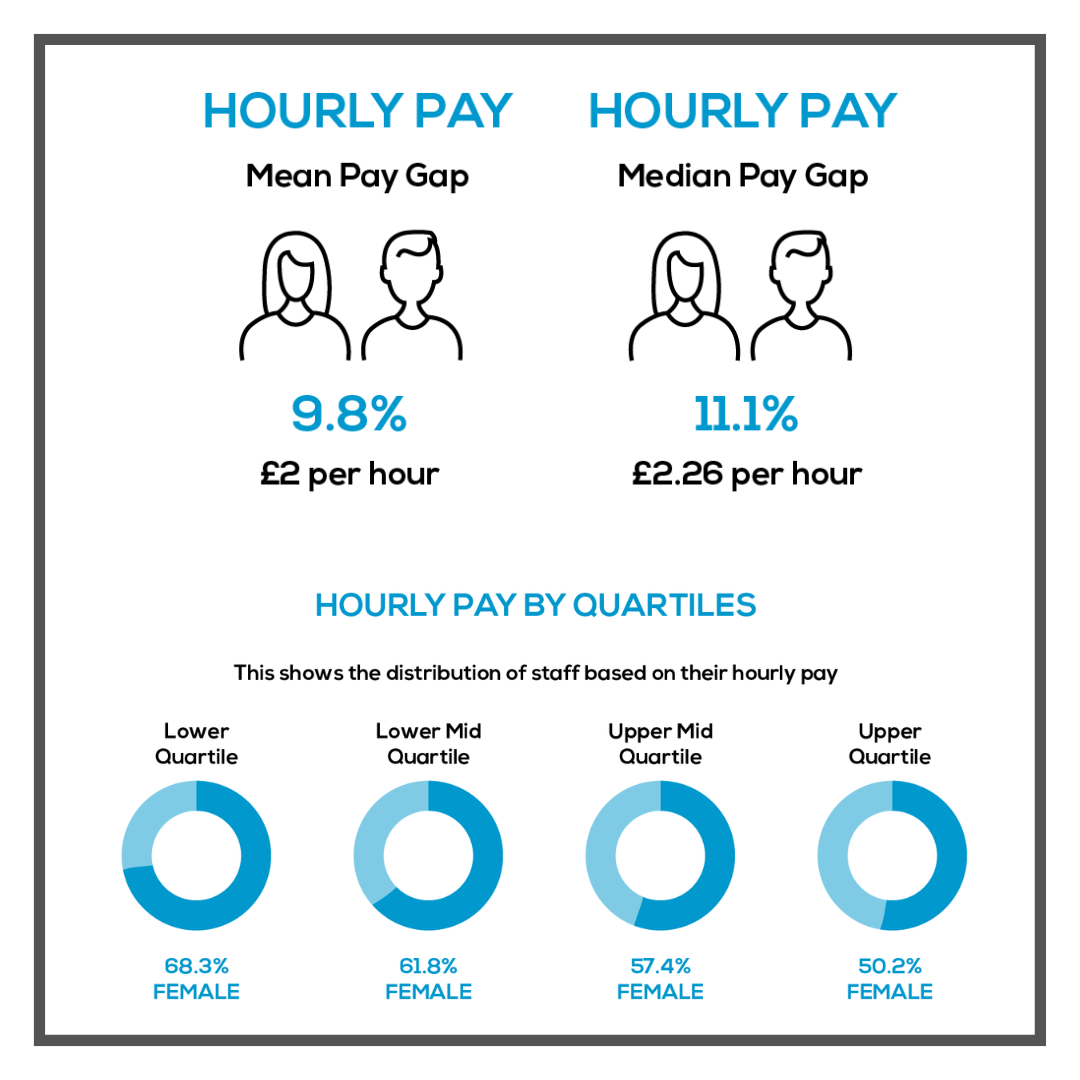 HOURLY PAY
Mean Pay Gap
9.8%
£2 per hour
HOURLY PAY
Median Pay Gap
11.1%
£2.26 per hour
HOURLY PAY BY QUARTILES
This shows the distribution of staff based on their hourly pay
Lower
Quartile
68.3%
FEMALE
Lower Mid
Quartile
61.8%
FEMALE
Upper Mid
Quartile
57.4%
FEMALE
Upper
Quartile
50.2%
FEMALE